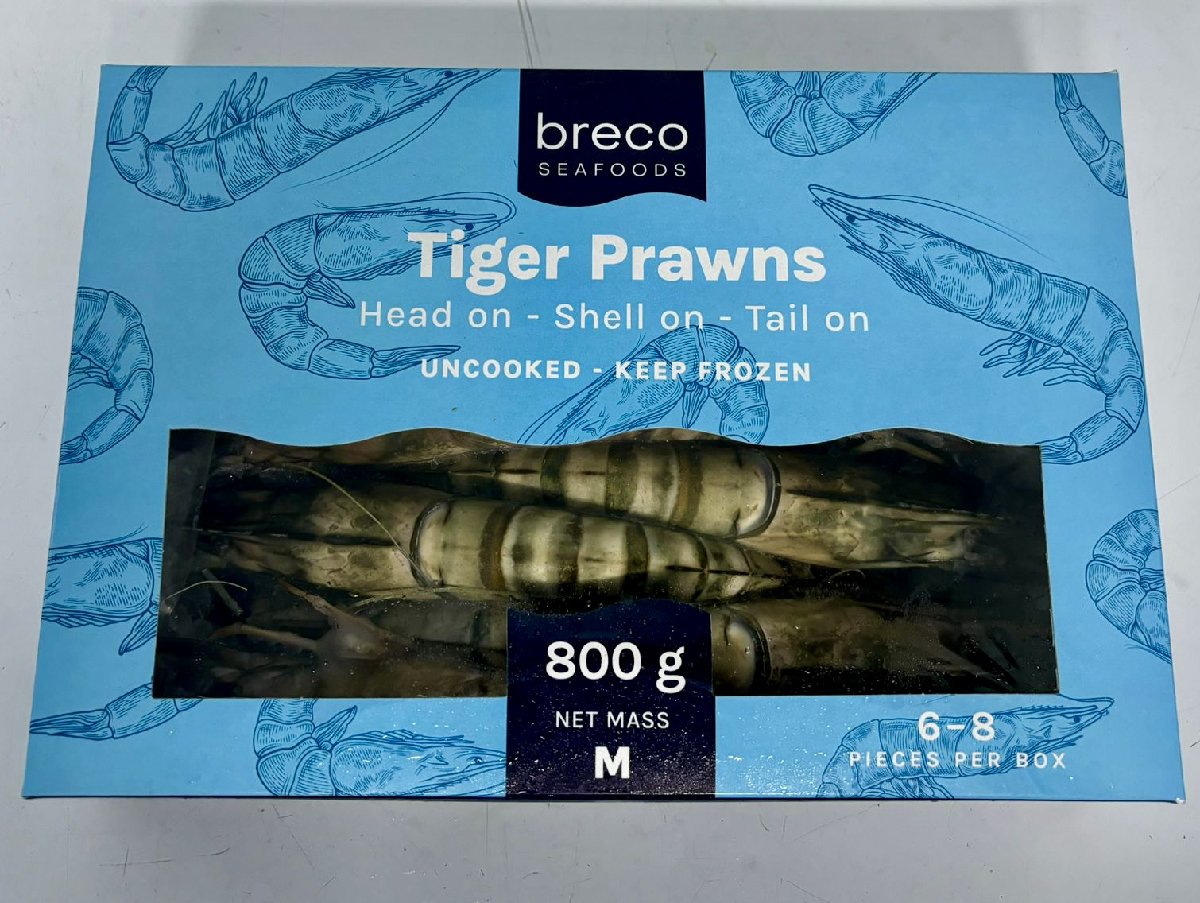 breco
SEAFOODS
Tiger Prawns
Head on - Shell on - Tail on
UNCOOKED - KEEP FROZEN
800 g
NET MASS
M
6-8
PIECES PER BOX